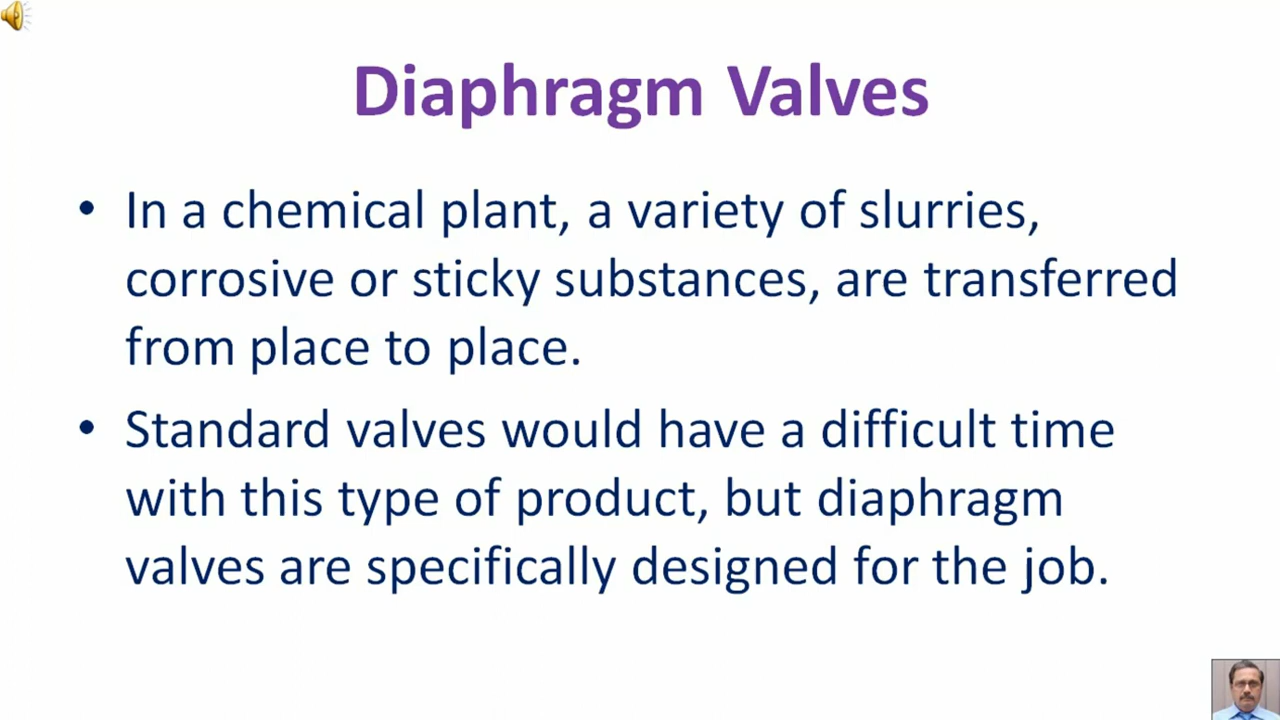 Diaphragm Valves
• In a chemical plant, a variety of slurries,
corrosive or sticky substances, are transferred
from place to place.
• Standard valves would have a difficult time
with this type of product, but diaphragm
valves are specifically designed for the job.